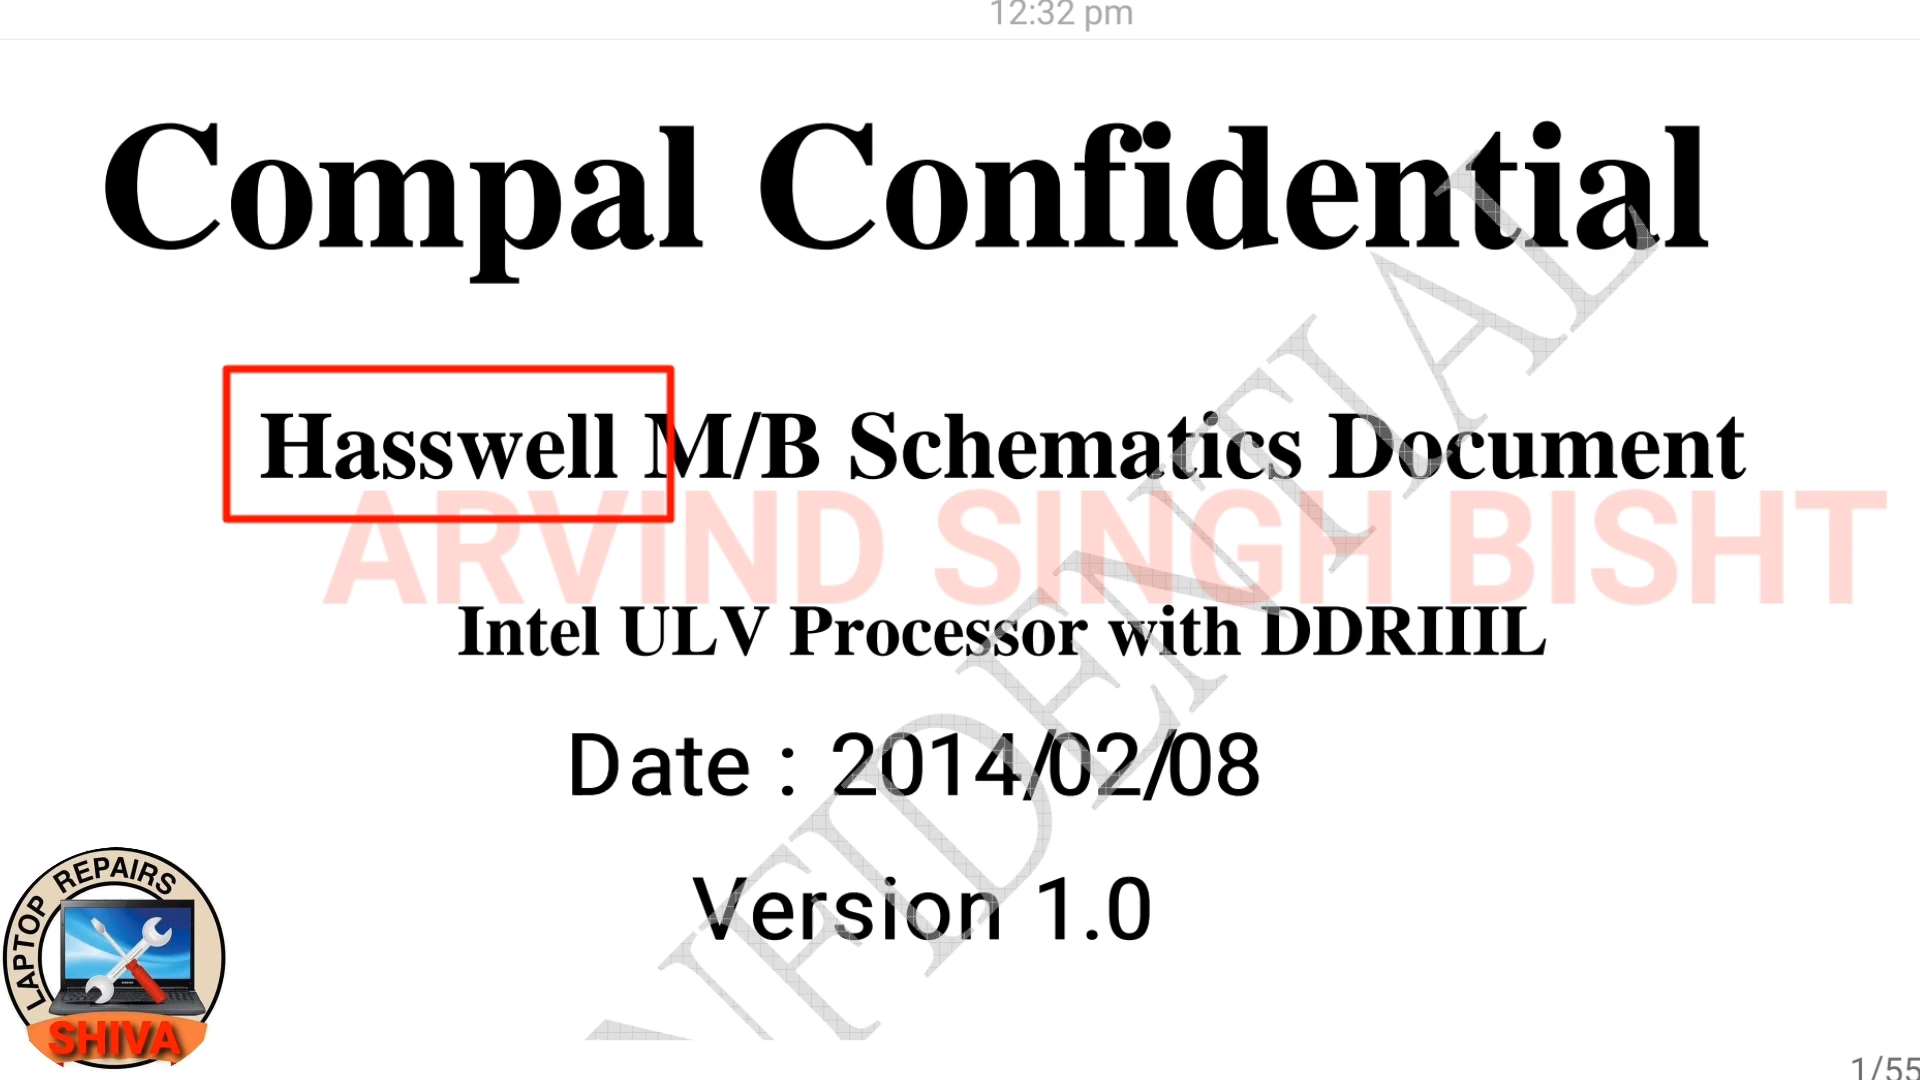 12:32 pm
Compal Confidential
Hasswell M/B Schematics Document
ARVIND SINGH BISHT
Intel ULV Processor with DDRIIIL
Date : 2014/02/08
Version 1.0
NFIDENTIAL
LAPTOP REPAIRS
SHIVA
1/55